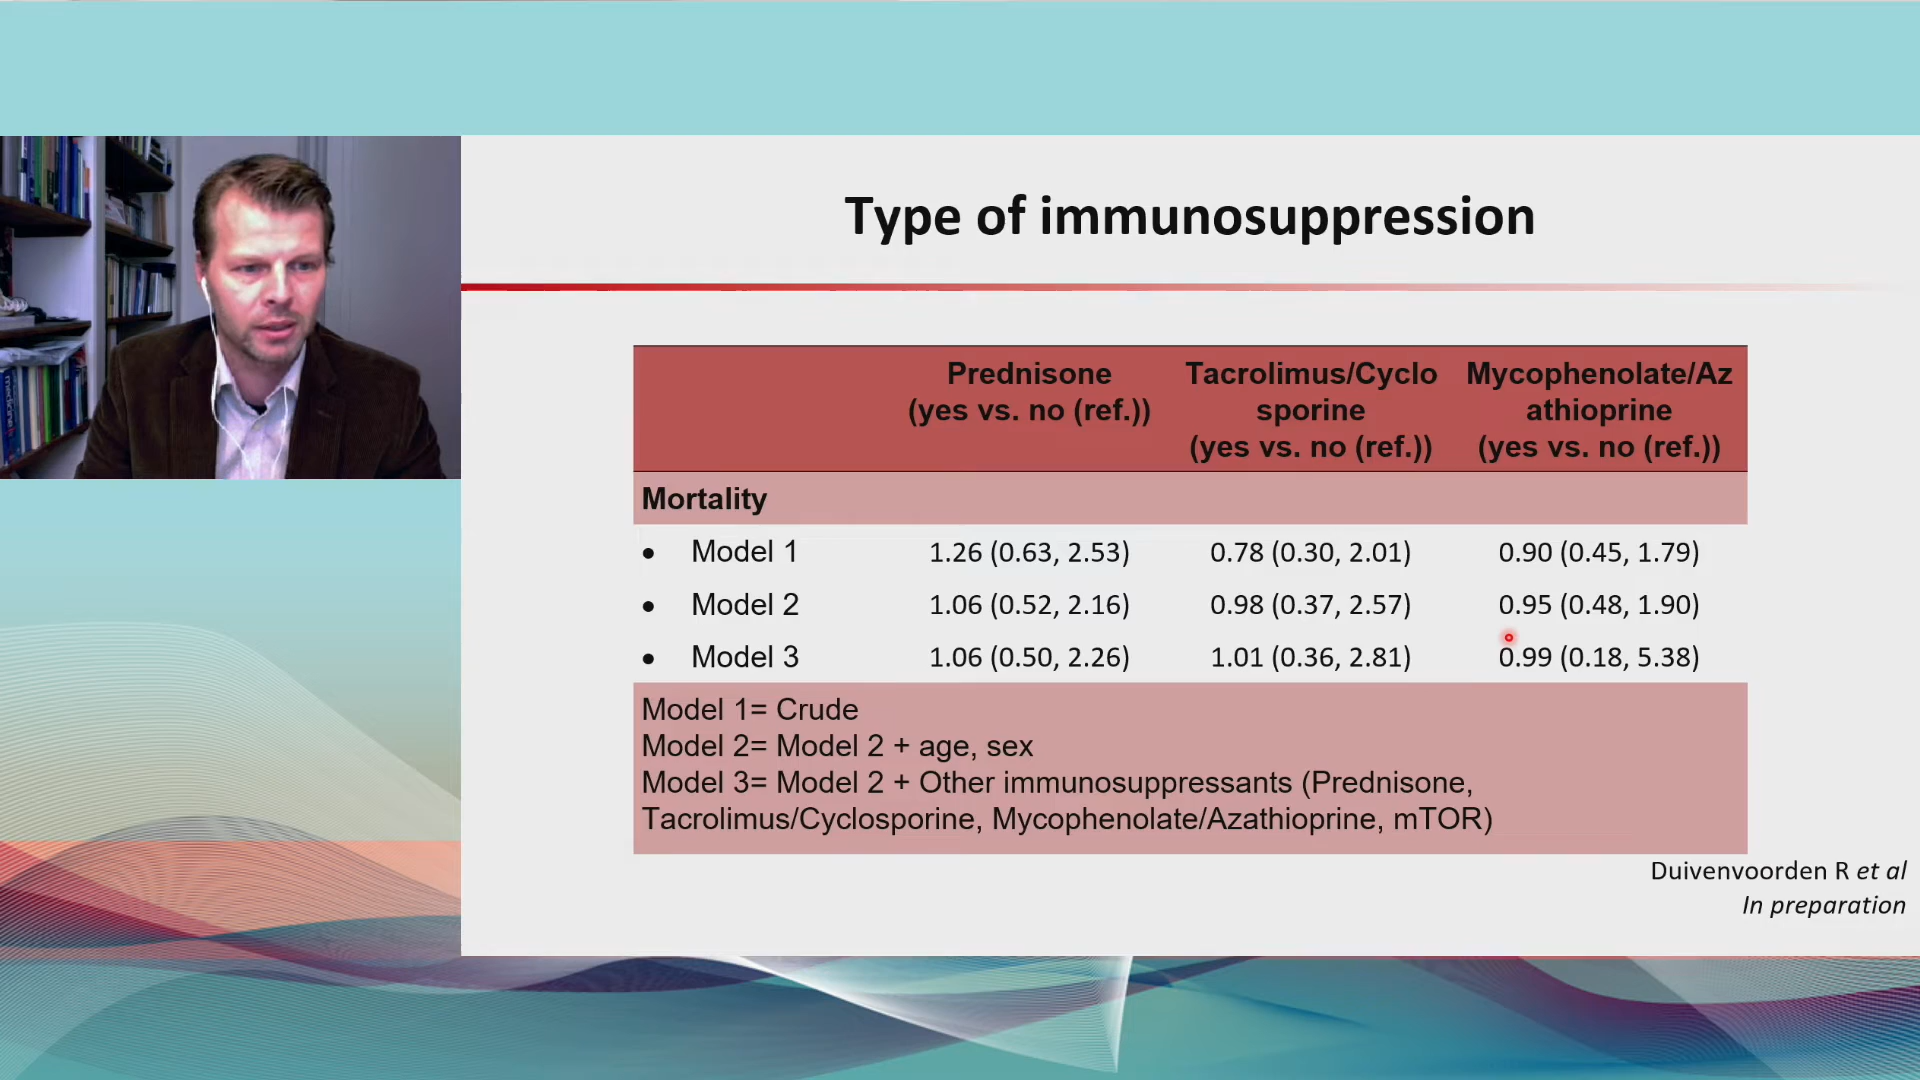 Type of immunosuppression
Prednisone
(yes vs. no (ref.))
Tacrolimus/Cyclo
sporine
(yes vs. no (ref.))
Mycophenolate/Az
athioprine
(yes vs. no (ref.))
Mortality
• Model 1 1.26 (0.63, 2.53) 0.78 (0.30, 2.01) 0.90 (0.45, 1.79)
• Model 2 1.06 (0.52, 2.16) 0.98 (0.37, 2.57) 0.95 (0.48, 1.90)
• Model 3 1.06 (0.50, 2.26) 1.01 (0.36, 2.81) 0.99 (0.18, 5.38)
Model 1= Crude
Model 2= Model 2 + age, sex
Model 3= Model 2 + Other immunosuppressants (Prednisone,
Tacrolimus/Cyclosporine, Mycophenolate/Azathioprine, mTOR)
Duivenvoorden R et al
In preparation